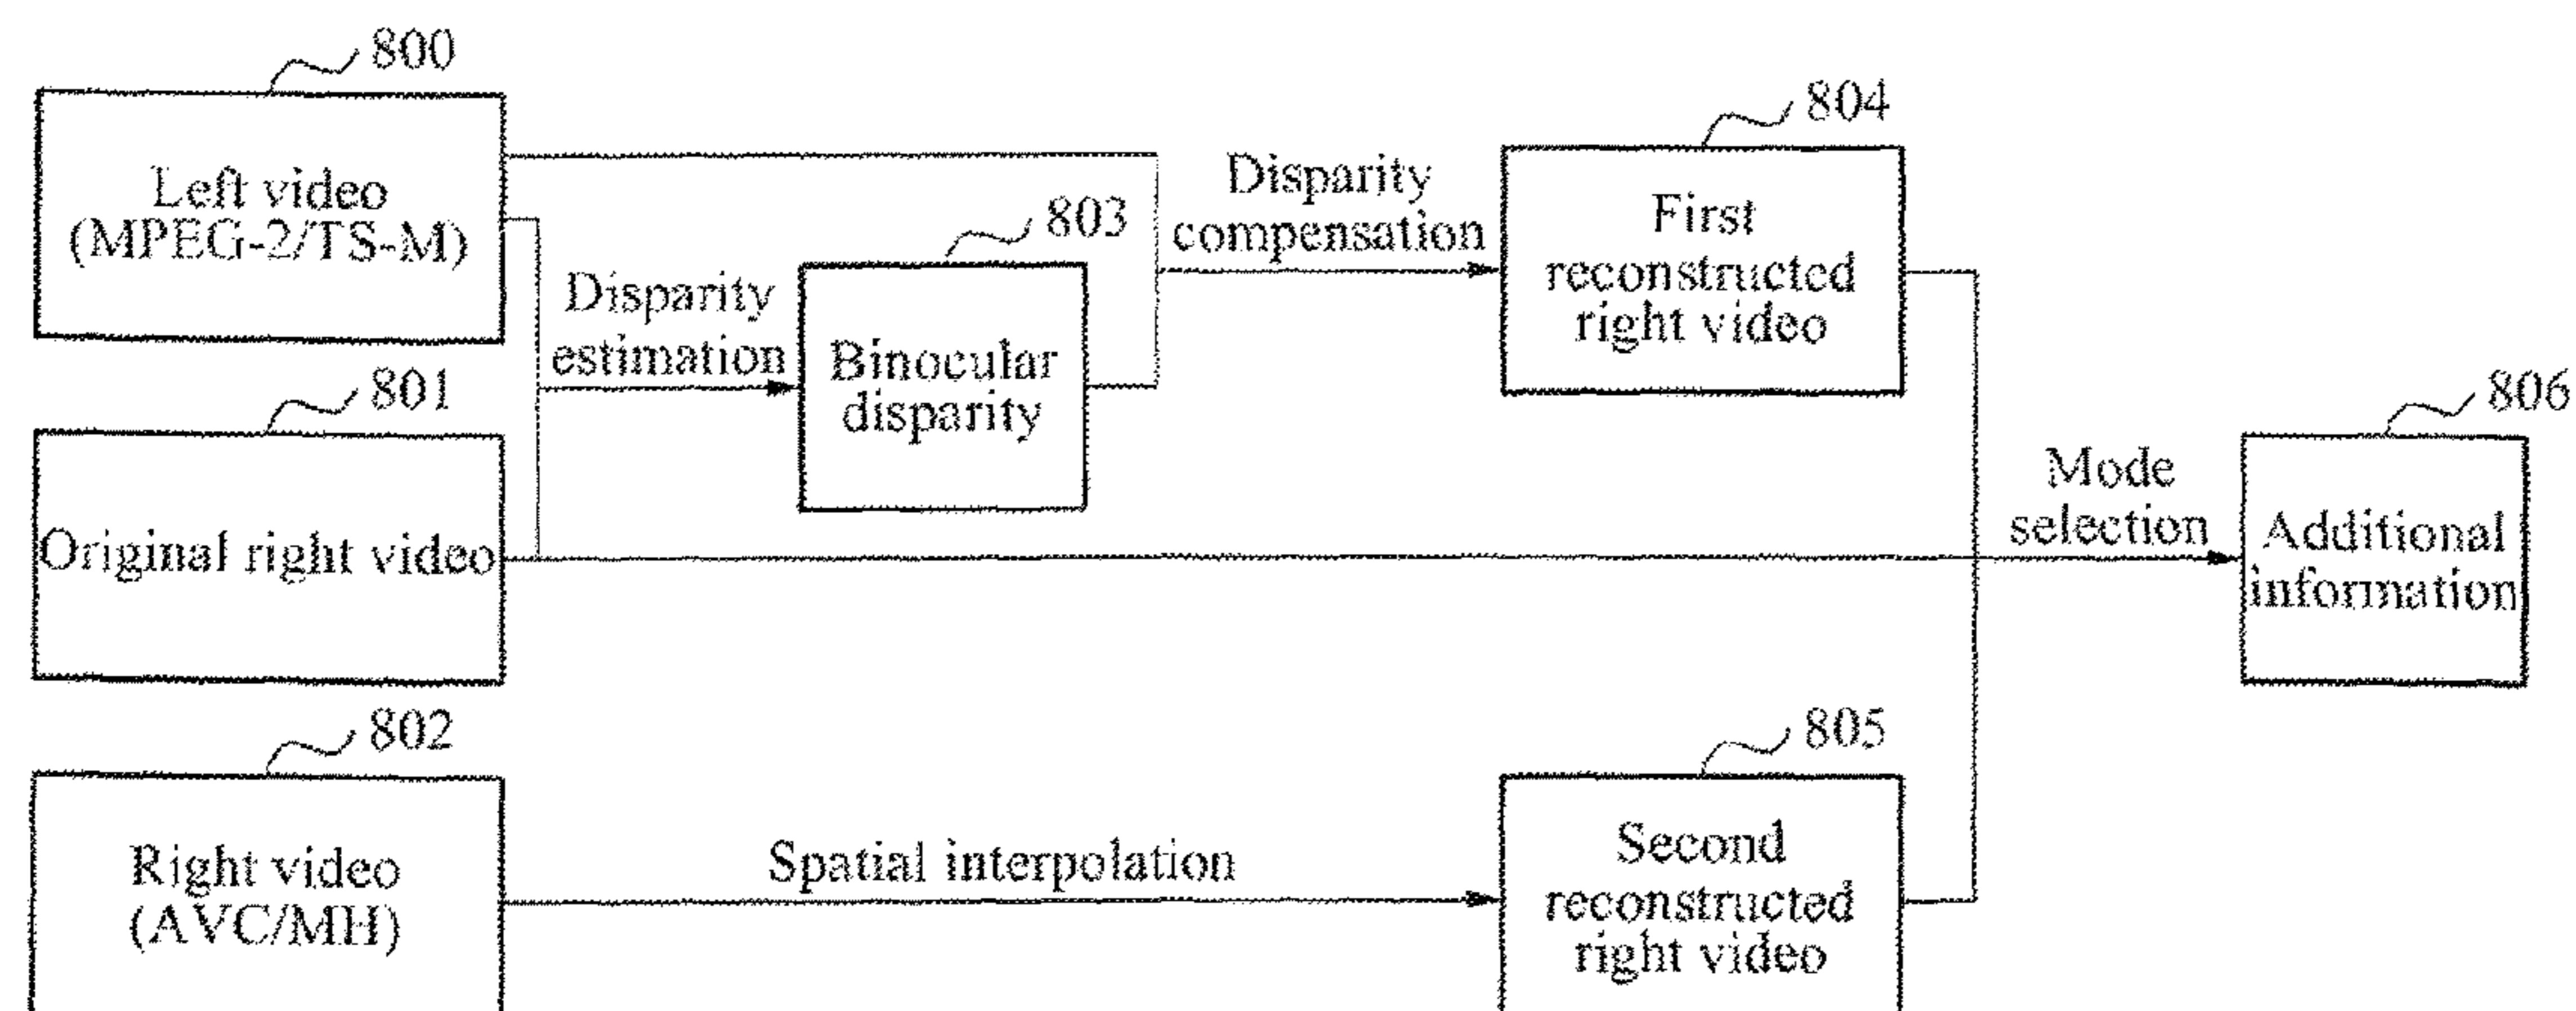 800
Left video
(MPEG-2/TS-M)
801
Original right video
802
Right video
(AVC/MH)
Disparity
estimation
803
Binocular
disparity
Disparity
compensation
804
First
reconstructed
right video
Spatial interpolation
805
Second
reconstructed
right video
Mode
selection
806
Additional
information